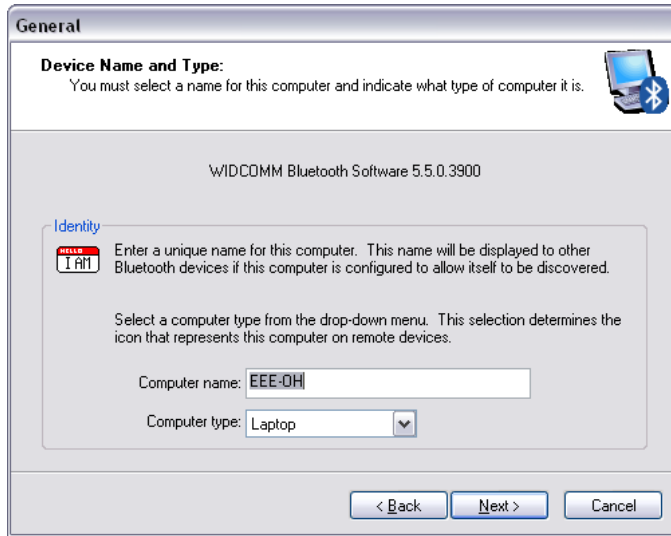 General
Device Name and Type:
You must select a name for this computer and indicate what type of computer it is.
WIDCOMM Bluetooth Software 5.5.0.3900
Identity
HELLO
I AM
Enter a unique name for this computer.  This name will be displayed to other
Bluetooth devices if this computer is configured to allow itself to be discovered.
Select a computer type from the drop-down menu.  This selection determines the
icon that represents this computer on remote devices.
Computer name: EEE-OH
Computer type: Laptop
< Back
Next >
Cancel